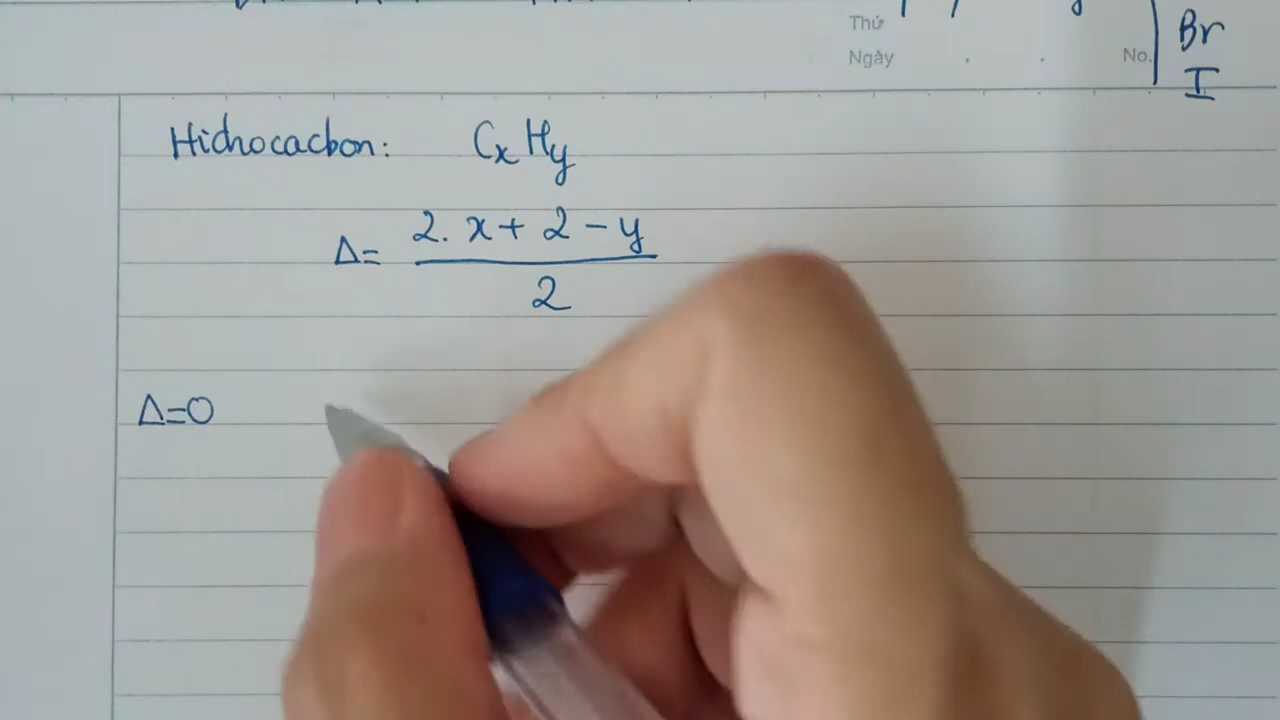 Thứ
Ngày . . No.
Br
I
Hidrocacbon: CxHy
Δ= 2. x + 2 - y
2
Δ=0